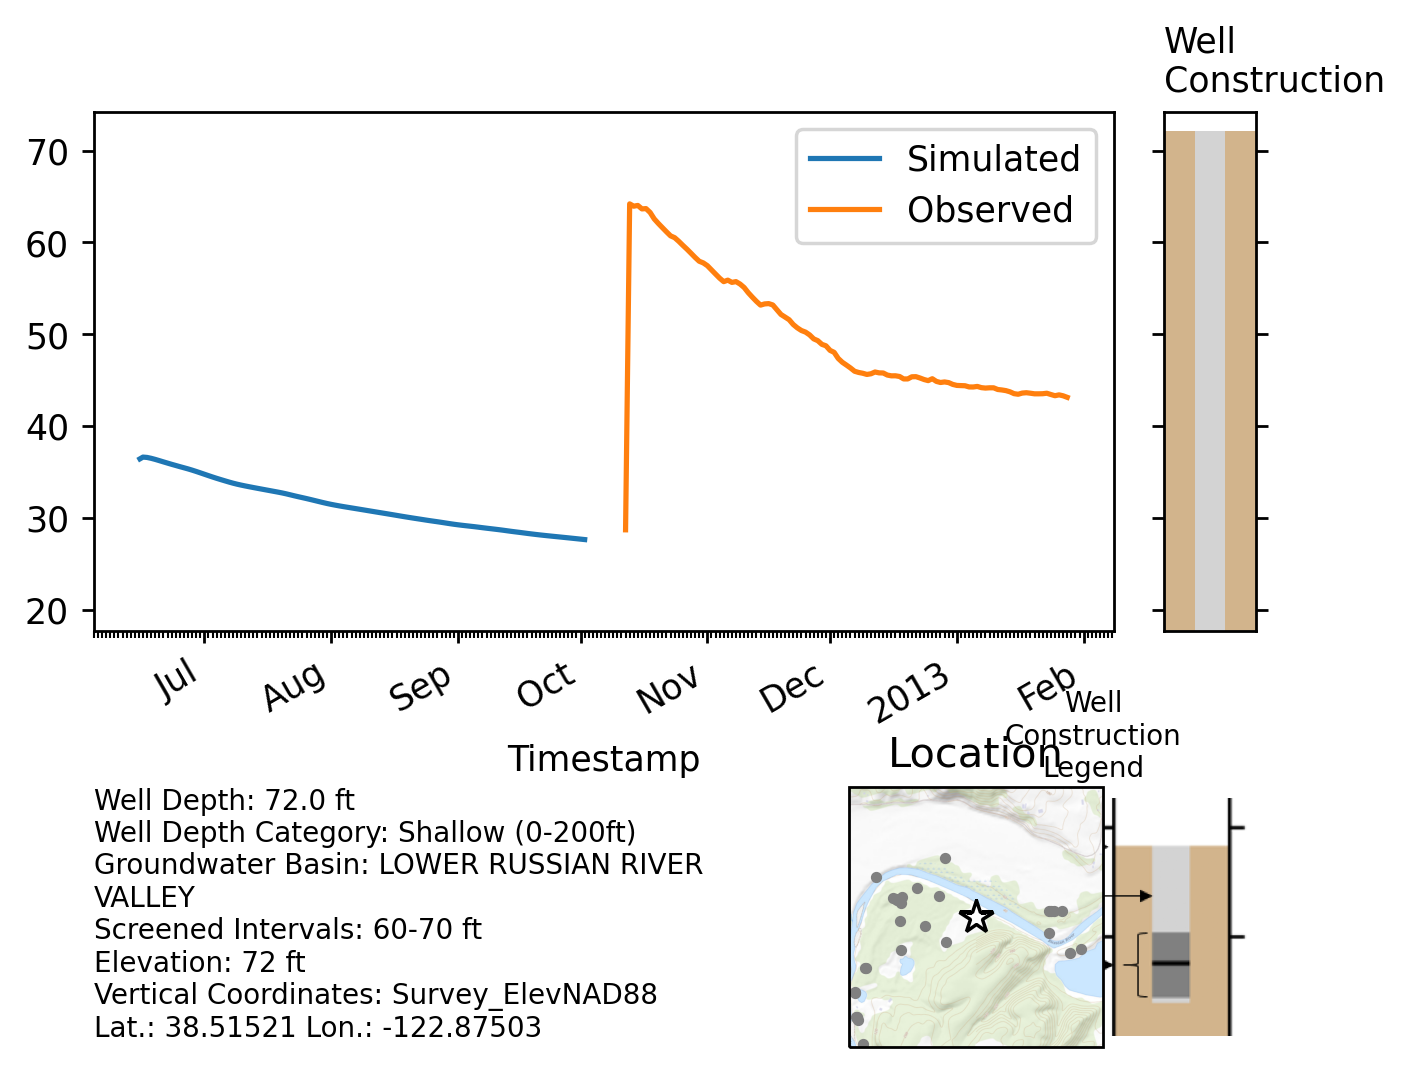 Well
Construction
70
60
50
40
30
20
Simulated
Observed
Jul
Aug
Sep
Oct
Nov
Dec
2013
Feb
Timestamp
Well Depth: 72.0 ft
Well Depth Category: Shallow (0-200ft)
Groundwater Basin: LOWER RUSSIAN RIVER
VALLEY
Screened Intervals: 60-70 ft
Elevation: 72 ft
Vertical Coordinates: Survey_ElevNAD88
Lat.: 38.51521 Lon.: -122.87503
Location
Well
Construction
Legend